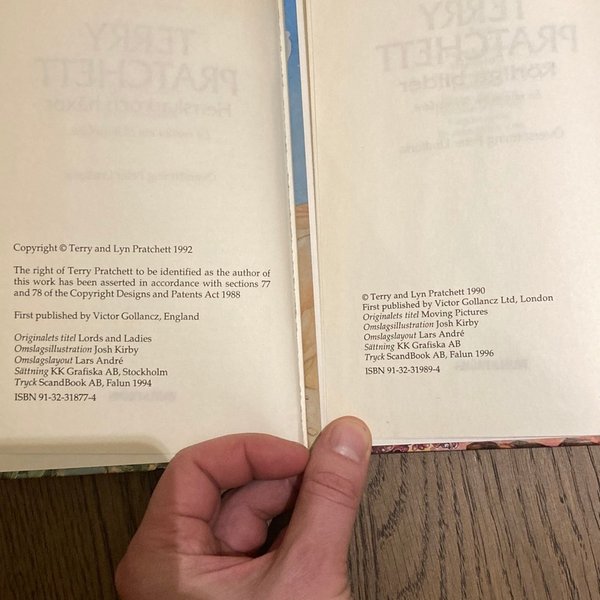 Copyright © Terry and Lyn Pratchett 1992
The right of Terry Pratchett to be identified as the author of
this work has been asserted in accordance with sections 77
and 78 of the Copyright Designs and Patents Act 1988
First published by Victor Gollancz, England
Originalets titel Lords and Ladies
Omslagsillustration Josh Kirby
Omslagslayout Lars André
Sättning KK Grafiska AB, Stockholm
Tryck ScandBook AB, Falun 1994
ISBN 91-32-31877-4
© Terry and Lyn Pratchett 1990
First published by Victor Gollancz Ltd, London
Originalets titel Moving Pictures
Omslagsillustration Josh Kirby
Omslagslayout Lars André
Sättning KK Grafiska AB
Tryck ScandBook AB, Falun 1996
ISBN 91-32-31989-4
TERRY
PRATCHETT
TERRY
PRATCHETT
Rörliga bilder